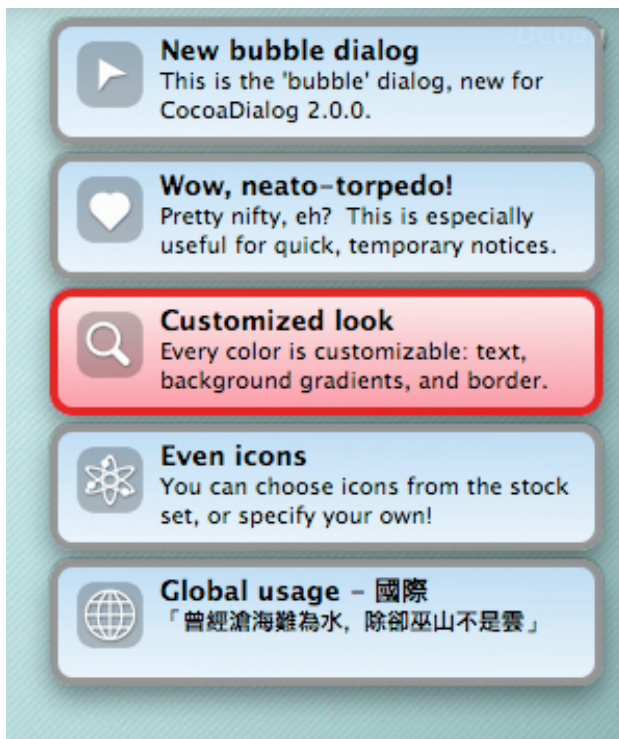 New bubble dialog
This is the 'bubble' dialog, new for
CocoaDialog 2.0.0.
Wow, neato-torpedo!
Pretty nifty, eh?  This is especially
useful for quick, temporary notices.
Customized look
Every color is customizable: text,
background gradients, and border.
Even icons
You can choose icons from the stock
set, or specify your own!
Global usage - 國際
「曾經滄海難為水，除卻巫山不是雲」